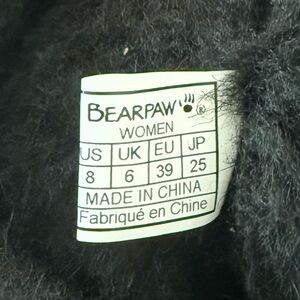 BEARPAW ®
WOMEN
US UK EU JP
8 6 39 25
MADE IN CHINA
Fabriqué en Chine